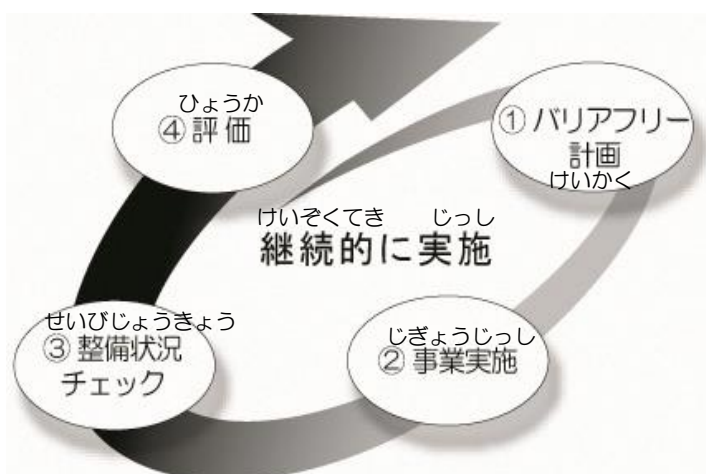 ① バリアフリー
計画
けいかく
じぎょうじっし
② 事業実施
せいびじょうきょう
③ 整備状況
チェック
ひょうか
④ 評価
けいぞくてき じっし
継続的に実施